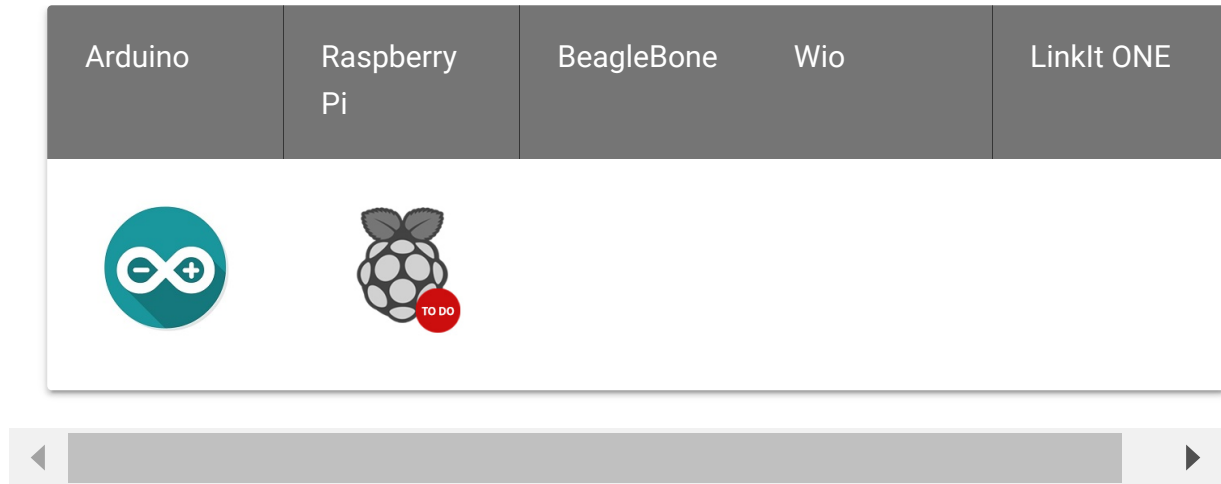 Arduino
Raspberry
Pi
BeagleBone
Wio
LinkIt ONE
TO DO